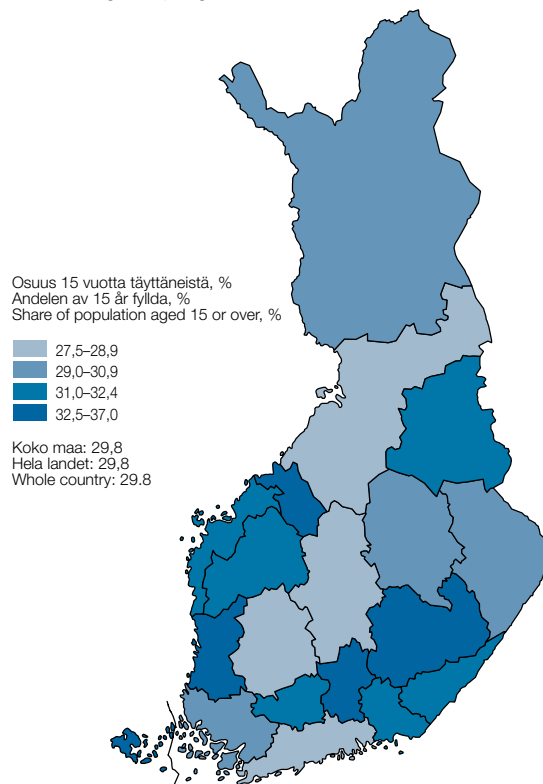 Osuus 15 vuotta täyttäneistä, %
Andelen av 15 år fyllda, %
Share of population aged 15 or over, %
27,5–28,9
29,0–30,9
31,0–32,4
32,5–37,0
Koko maa: 29,8
Hela landet: 29,8
Whole country: 29.8